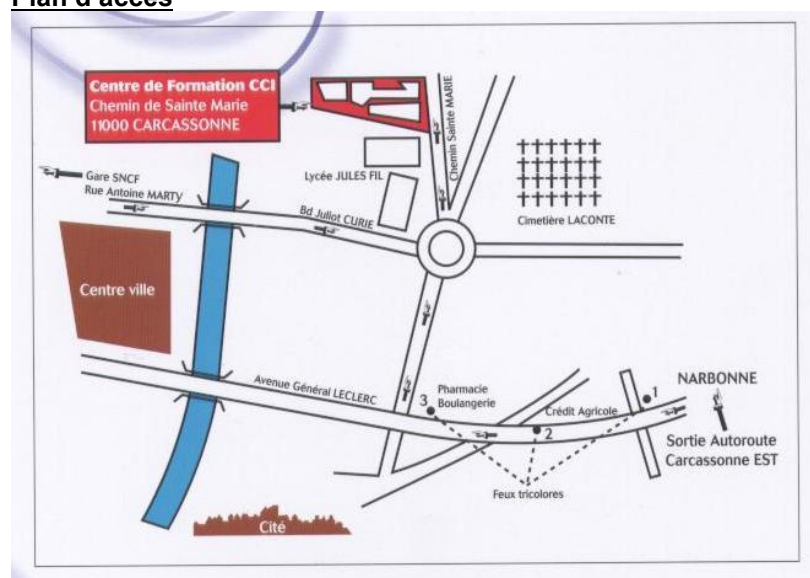 Plan d'accès
Centre de Formation CCI
Chemin de Sainte Marie
11000 CARCASSONNE
Chemin Sainte MARIE
Lycée JULES FIL
Gare SNCF
Rue Antoine MARTY
Bd Juliot CURIE
Cimetière LACONTE
Centre ville
Avenue Général LECLERC
3
Pharmacie
Boulangerie
Crédit Agricole
2
1
NARBONNE
Sortie Autoroute
Carcassonne EST
Feux tricolores
Cité